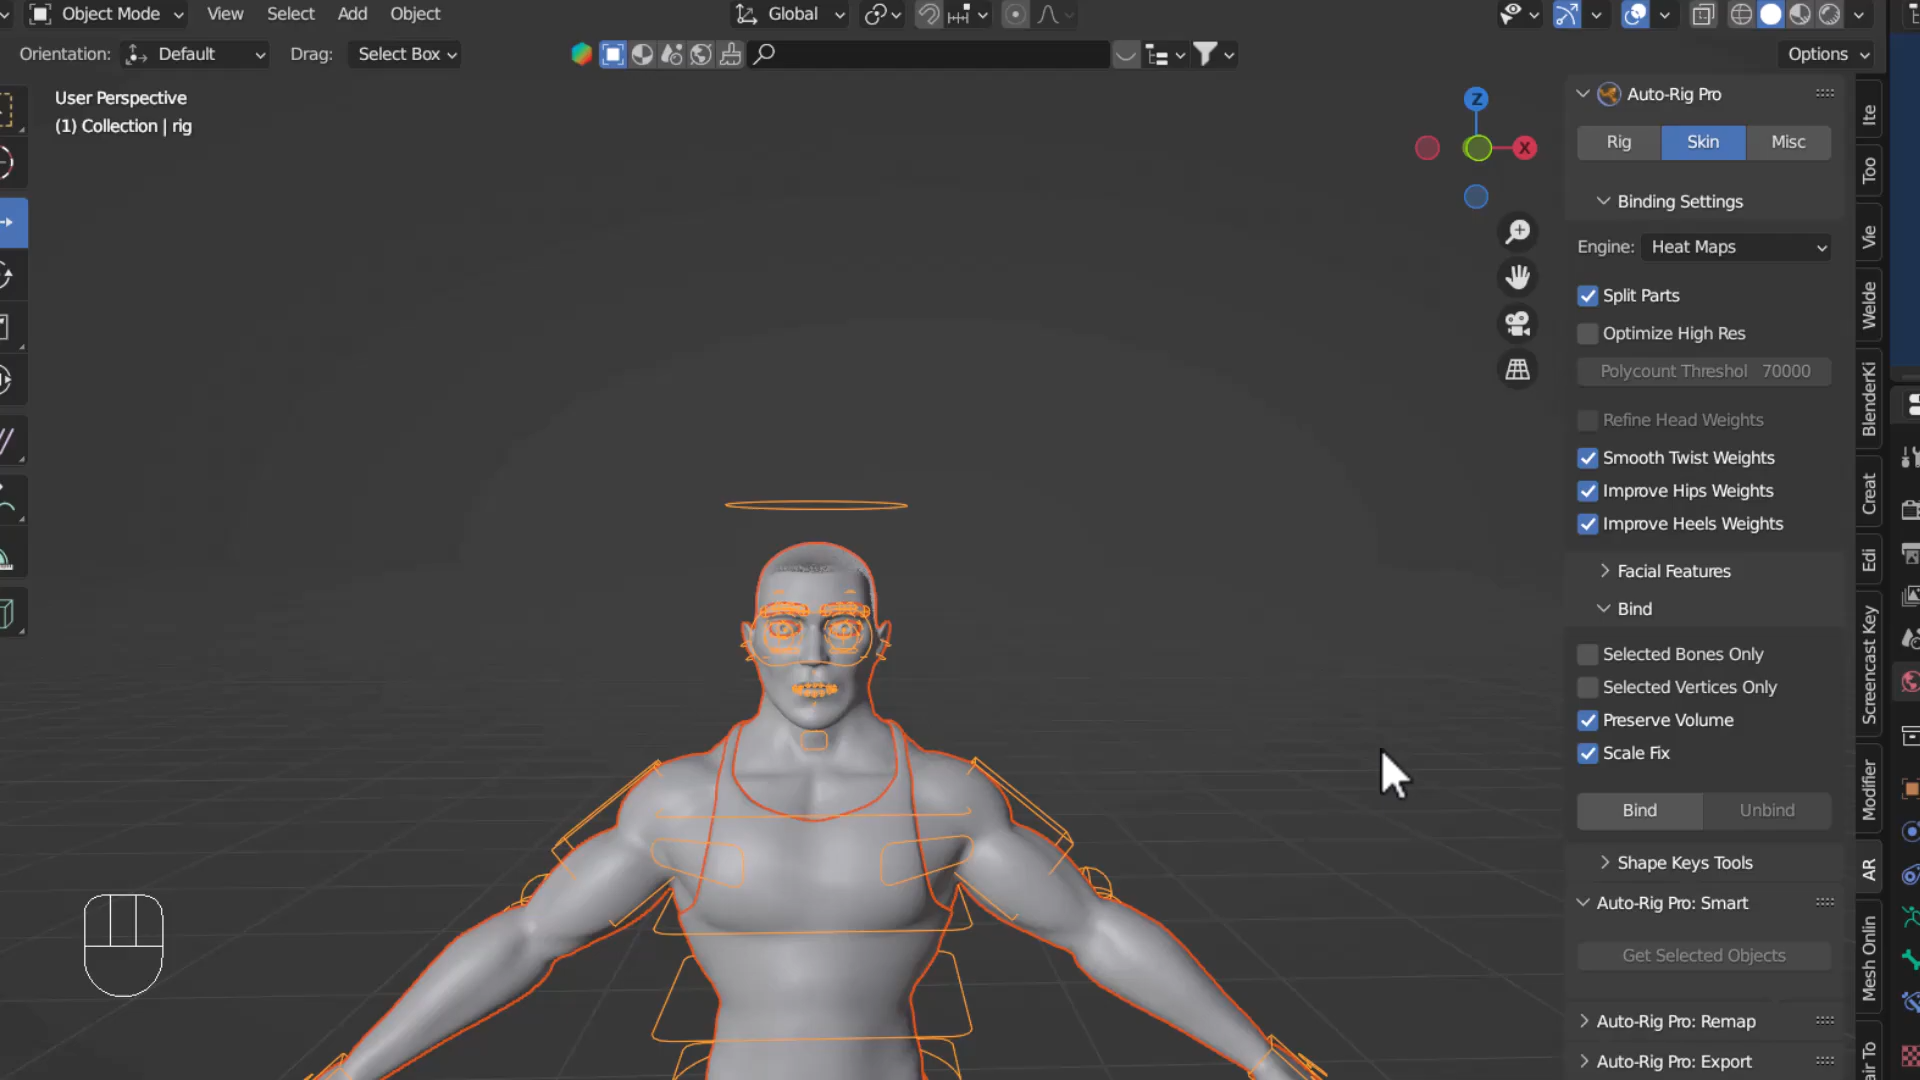 Object Mode View Select Add Object Global
Orientation: Default Drag: Select Box Options
User Perspective
(1) Collection | rig
Z
X
Auto-Rig Pro
Rig Skin Misc
Binding Settings
Engine: Heat Maps
Split Parts
Optimize High Res
Polycount Threshol 70000
Refine Head Weights
Smooth Twist Weights
Improve Hips Weights
Improve Heels Weights
Facial Features
Bind
Selected Bones Only
Selected Vertices Only
Preserve Volume
Scale Fix
Bind Unbind
Shape Keys Tools
Auto-Rig Pro: Smart
Get Selected Objects
Auto-Rig Pro: Remap
Auto-Rig Pro: Export
Ite
Too
Vie
Welde
BlenderKi
Creat
Edi
Screencast Key
Modifier
AR
Mesh Onlin
air To